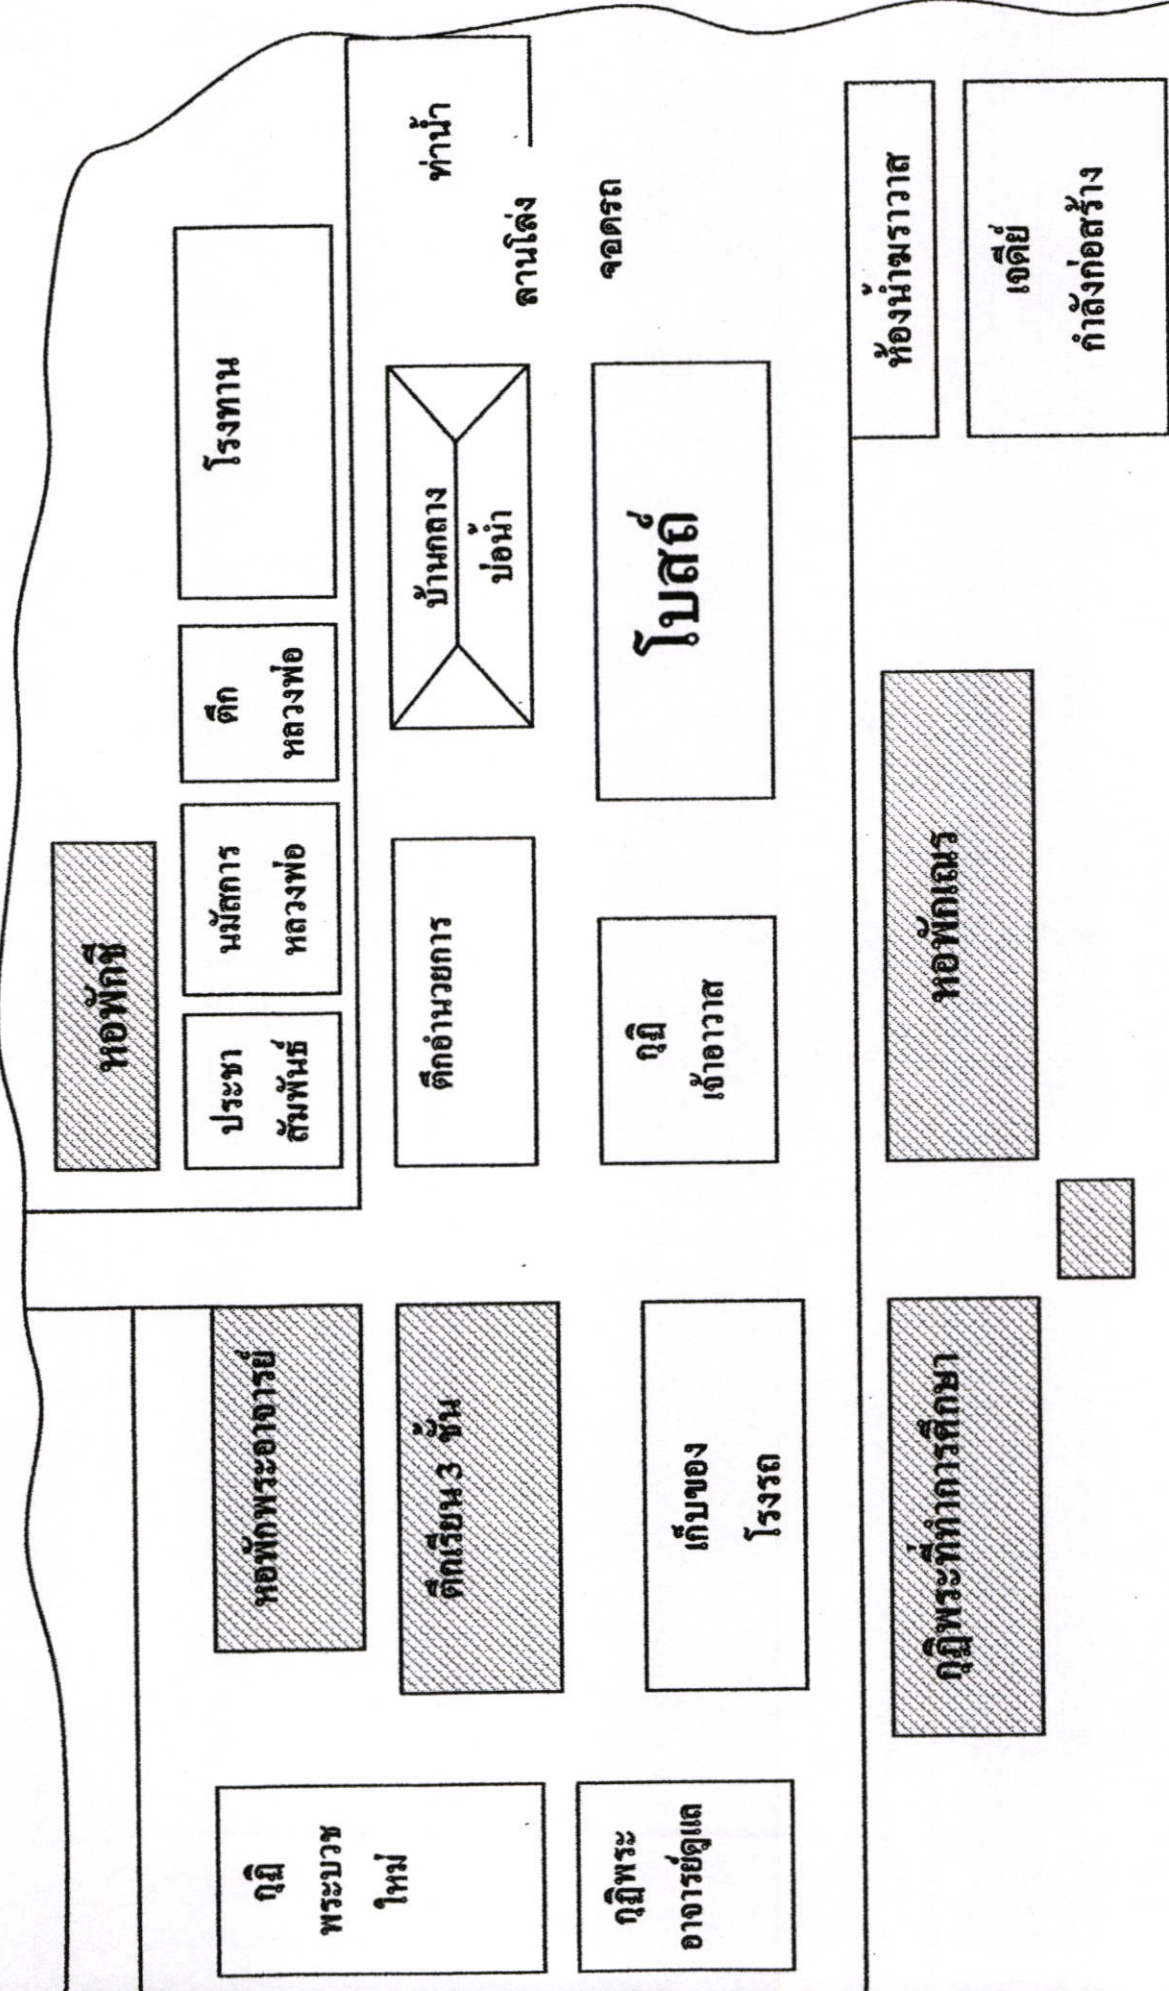 หอพักชี
ประชา
สัมพันธ์
นมัสการ
หลวงพ่อ
ตึก
หลวงพ่อ
โรงทาน
ท่าน้ำ
ลานโล่ง
จอดรถ
กุฏิ
พระบวช
ใหม่
หอพักพระอาจารย์
ตึกเรียน 3 ชั้น
ตึกอำนวยการ
บ้านกลาง
บ่อน้ำ
กุฏิพระ
อาจารย์ดูแล
เก็บของ
โรงรถ
กุฏิ
เจ้าอาวาส
โบสถ์
กุฏิพระที่ทำการศึกษา
หอพักเณร
ห้องน้ำฆราวาส
เจดีย์
กำลังก่อสร้าง